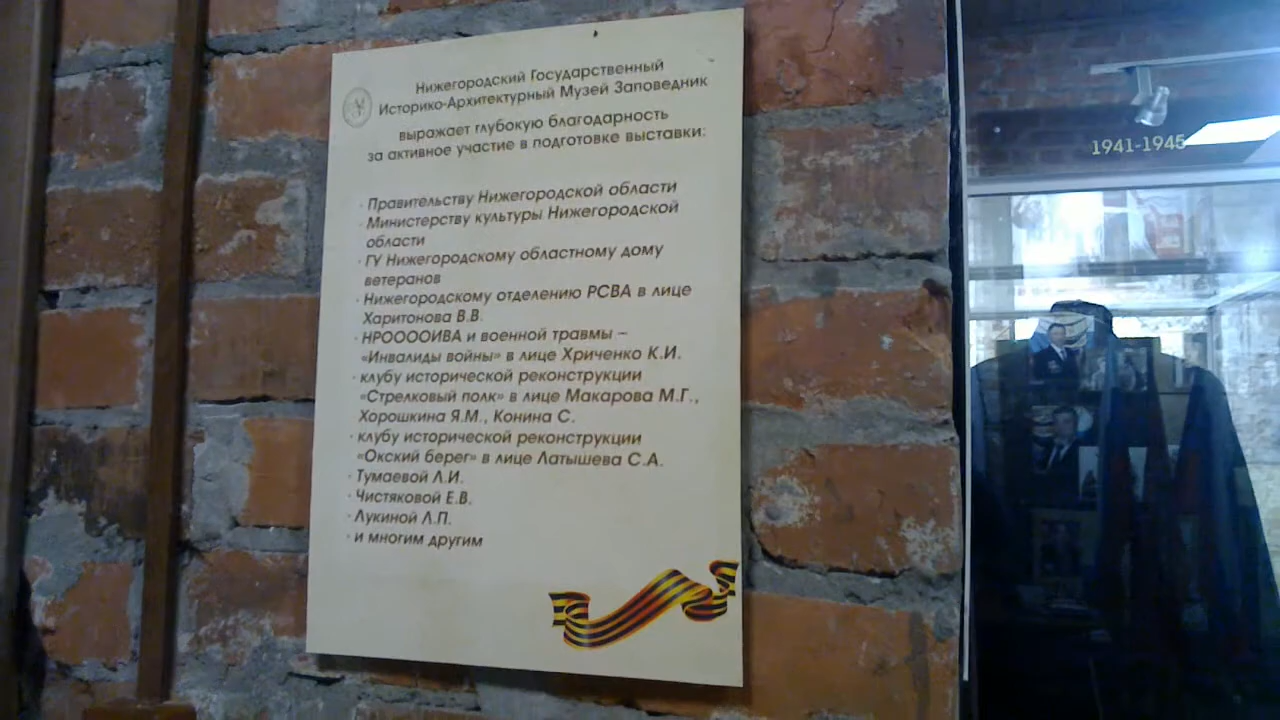 Нижегородский Государственный
Историко-Архитектурный Музей Заповедник
выражает глубокую благодарность
за активное участие в подготовке выставки:
· Правительству Нижегородской области
· Министерству культуры Нижегородской
области
· ГУ Нижегородскому областному дому
ветеранов
· Нижегородскому отделению РСВА в лице
Харитонова В.В.
· НРООООИВА и военной травмы –
«Инвалиды войны» в лице Хриченко К.И.
· клубу исторической реконструкции
«Стрелковый полк» в лице Макарова М.Г.,
Хорошкина Я.М., Конина С.
· клубу исторической реконструкции
«Окский берег» в лице Латышева С.А.
· Тумаевой Л.И.
· Чистяковой Е.В.
· Лукиной Л.П.
· и многим другим
1941-1945